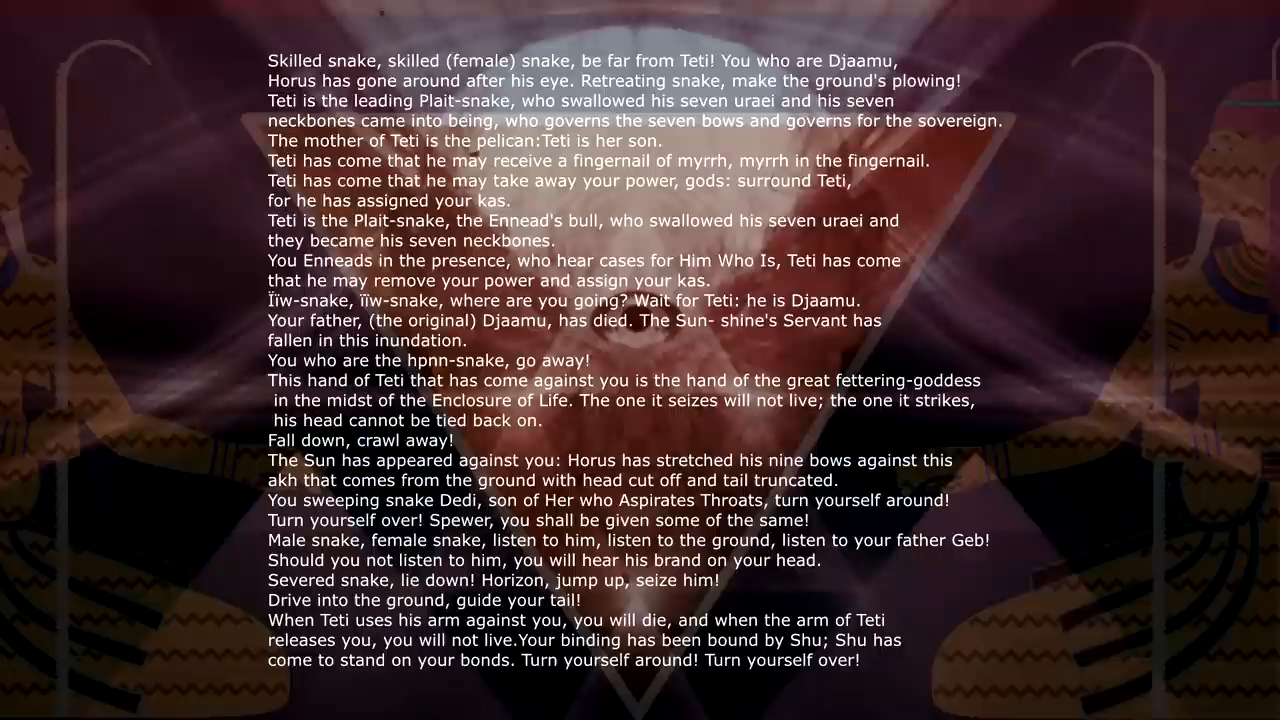 Skilled snake, skilled (female) snake, be far from Teti! You who are Djaamu,
Horus has gone around after his eye. Retreating snake, make the ground's plowing!
Teti is the leading Plait-snake, who swallowed his seven uraei and his seven
neckbones came into being, who governs the seven bows and governs for the sovereign.
The mother of Teti is the pelican:Teti is her son.
Teti has come that he may receive a fingernail of myrrh, myrrh in the fingernail.
Teti has come that he may take away your power, gods: surround Teti,
for he has assigned your kas.
Teti is the Plait-snake, the Ennead's bull, who swallowed his seven uraei and
they became his seven neckbones.
You Enneads in the presence, who hear cases for Him Who Is, Teti has come
that he may remove your power and assign your kas.
Ïïw-snake, ïïw-snake, where are you going? Wait for Teti: he is Djaamu.
Your father, (the original) Djaamu, has died. The Sun- shine's Servant has
fallen in this inundation.
You who are the hpnn-snake, go away!
This hand of Teti that has come against you is the hand of the great fettering-goddess
in the midst of the Enclosure of Life. The one it seizes will not live; the one it strikes,
his head cannot be tied back on.
Fall down, crawl away!
The Sun has appeared against you: Horus has stretched his nine bows against this
akh that comes from the ground with head cut off and tail truncated.
You sweeping snake Dedi, son of Her who Aspirates Throats, turn yourself around!
Turn yourself over! Spewer, you shall be given some of the same!
Male snake, female snake, listen to him, listen to the ground, listen to your father Geb!
Should you not listen to him, you will hear his brand on your head.
Severed snake, lie down! Horizon, jump up, seize him!
Drive into the ground, guide your tail!
When Teti uses his arm against you, you will die, and when the arm of Teti
releases you, you will not live.Your binding has been bound by Shu; Shu has
come to stand on your bonds. Turn yourself around! Turn yourself over!